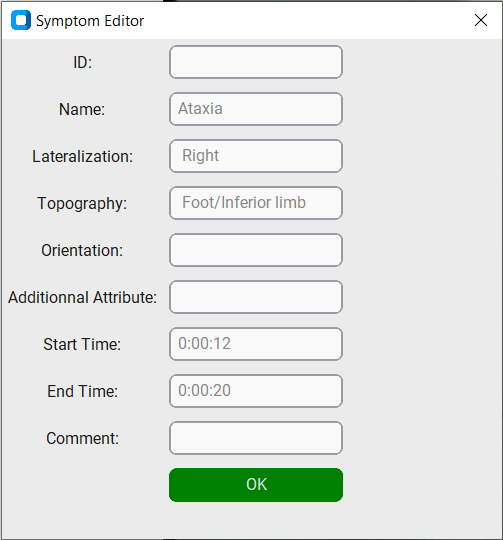 Symptom Editor
ID:
Name: Ataxia
Lateralization: Right
Topography: Foot/Inferior limb
Orientation:
Additionnal Attribute:
Start Time: 0:00:12
End Time: 0:00:20
Comment:
OK